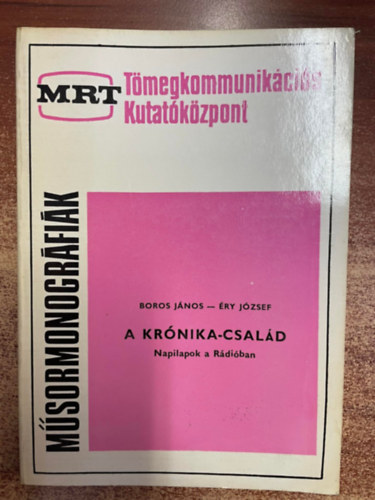 MRT
Tömegkommunikációs
Kutatóközpont
MŰSORMONOGRÁFIÁK
BOROS JÁNOS — ÉRY JÓZSEF
A KRÓNIKA-CSALÁD
Napilapok a Rádióban